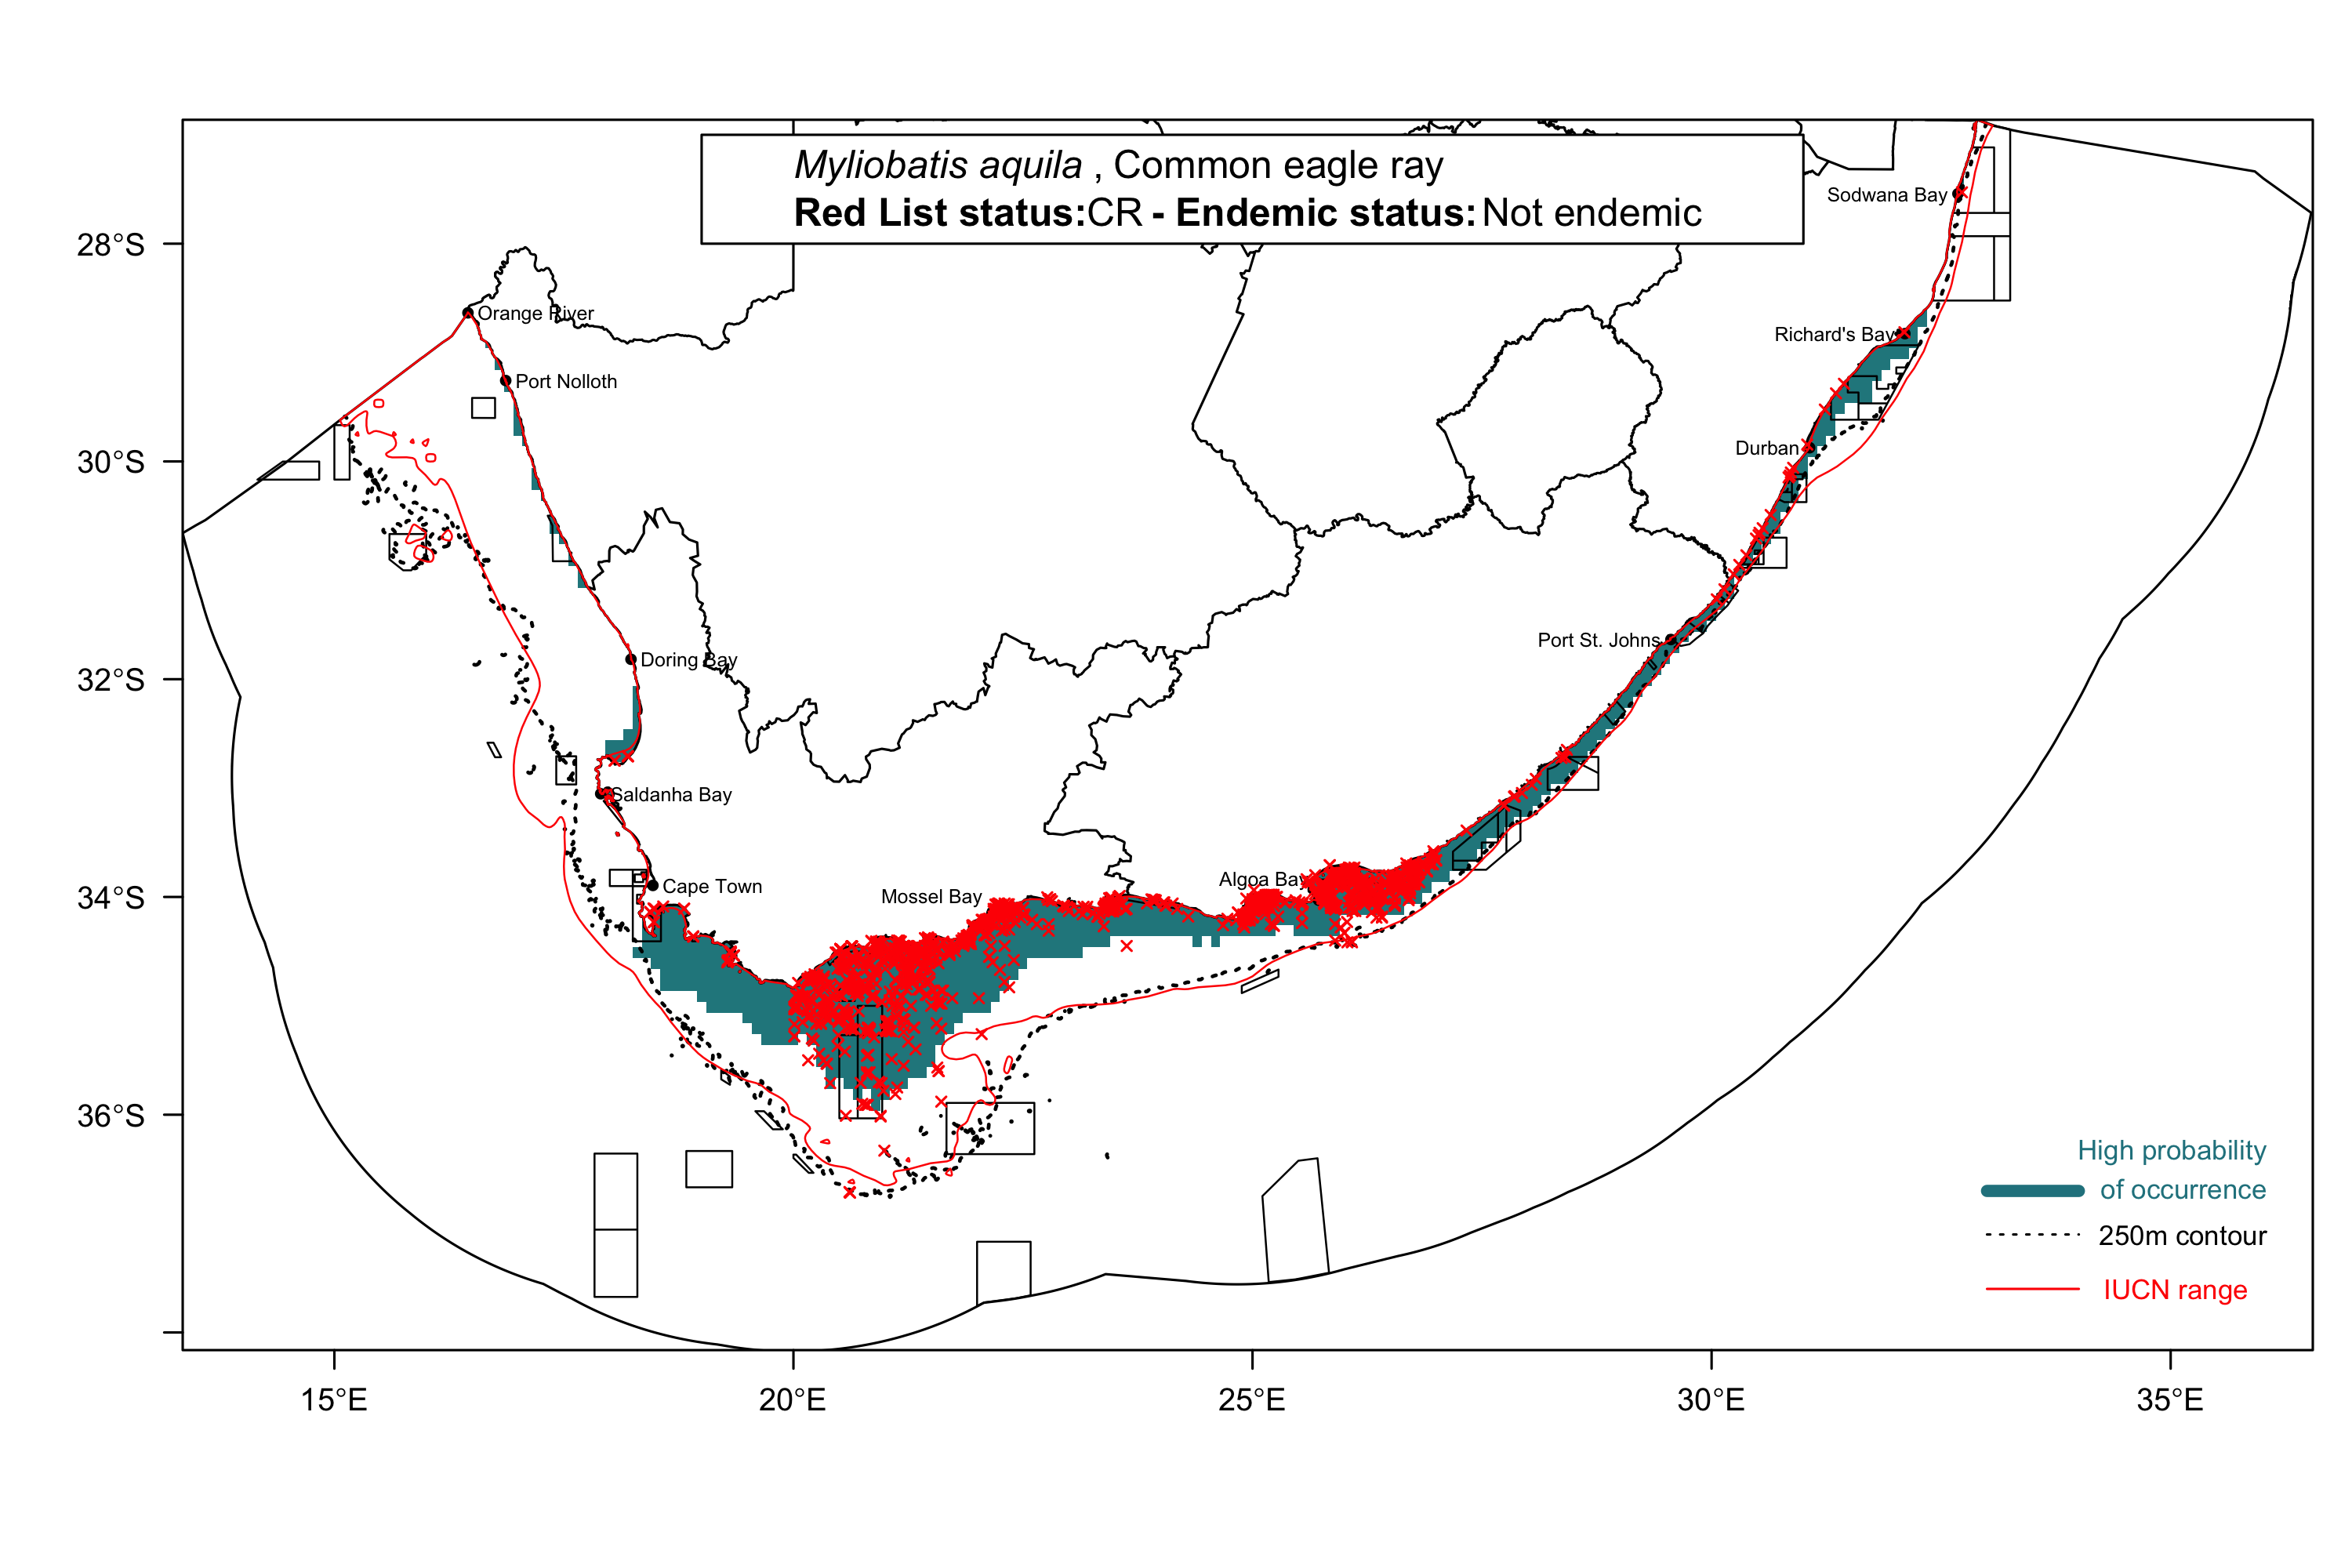 Myliobatis aquila , Common eagle ray
Red List status:CR - Endemic status: Not endemic
Sodwana Bay
28°S
Orange River
Richard's Bay
Port Nolloth
Durban
30°S
Port St. Johns
Doring Bay
32°S
Saldanha Bay
Algoa Bay
Cape Town
Mossel Bay
34°S
36°S
High probability
of occurrence
250m contour
IUCN range
15°E
20°E
25°E
30°E
35°E